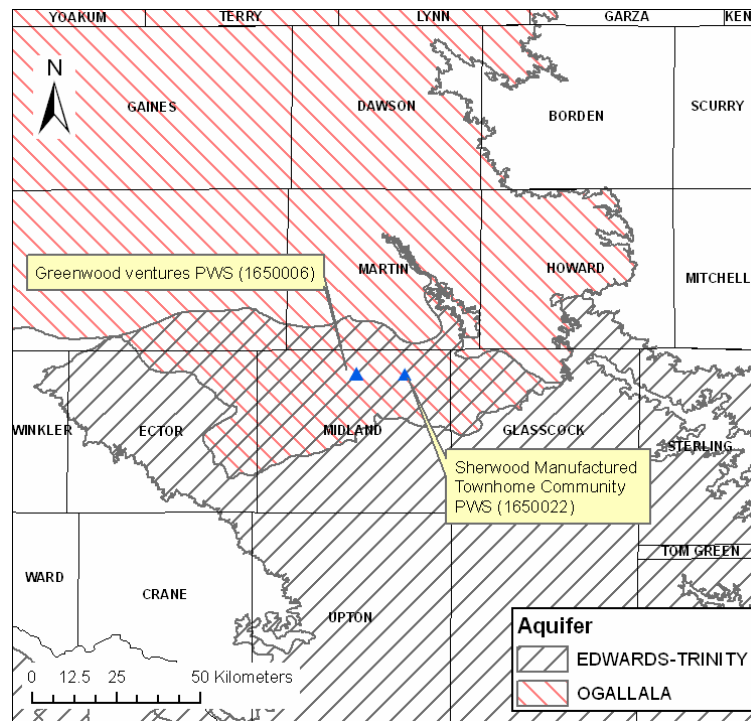 YOAKUM
TERRY
LYNN
GARZA
KEN
N
GAINES
DAWSON
BORDEN
SCURRY
Greenwood ventures PWS (1650006)
MARTIN
HOWARD
MITCHELL
WINKLER
ECTOR
MIDLAND
GLASSCOCK
STERLING
Sherwood Manufactured
Townhome Community
PWS (1650022)
TOM GREEN
WARD
CRANE
UPTON
Aquifer
EDWARDS-TRINITY
OGALLALA
0 12.5 25 50 Kilometers